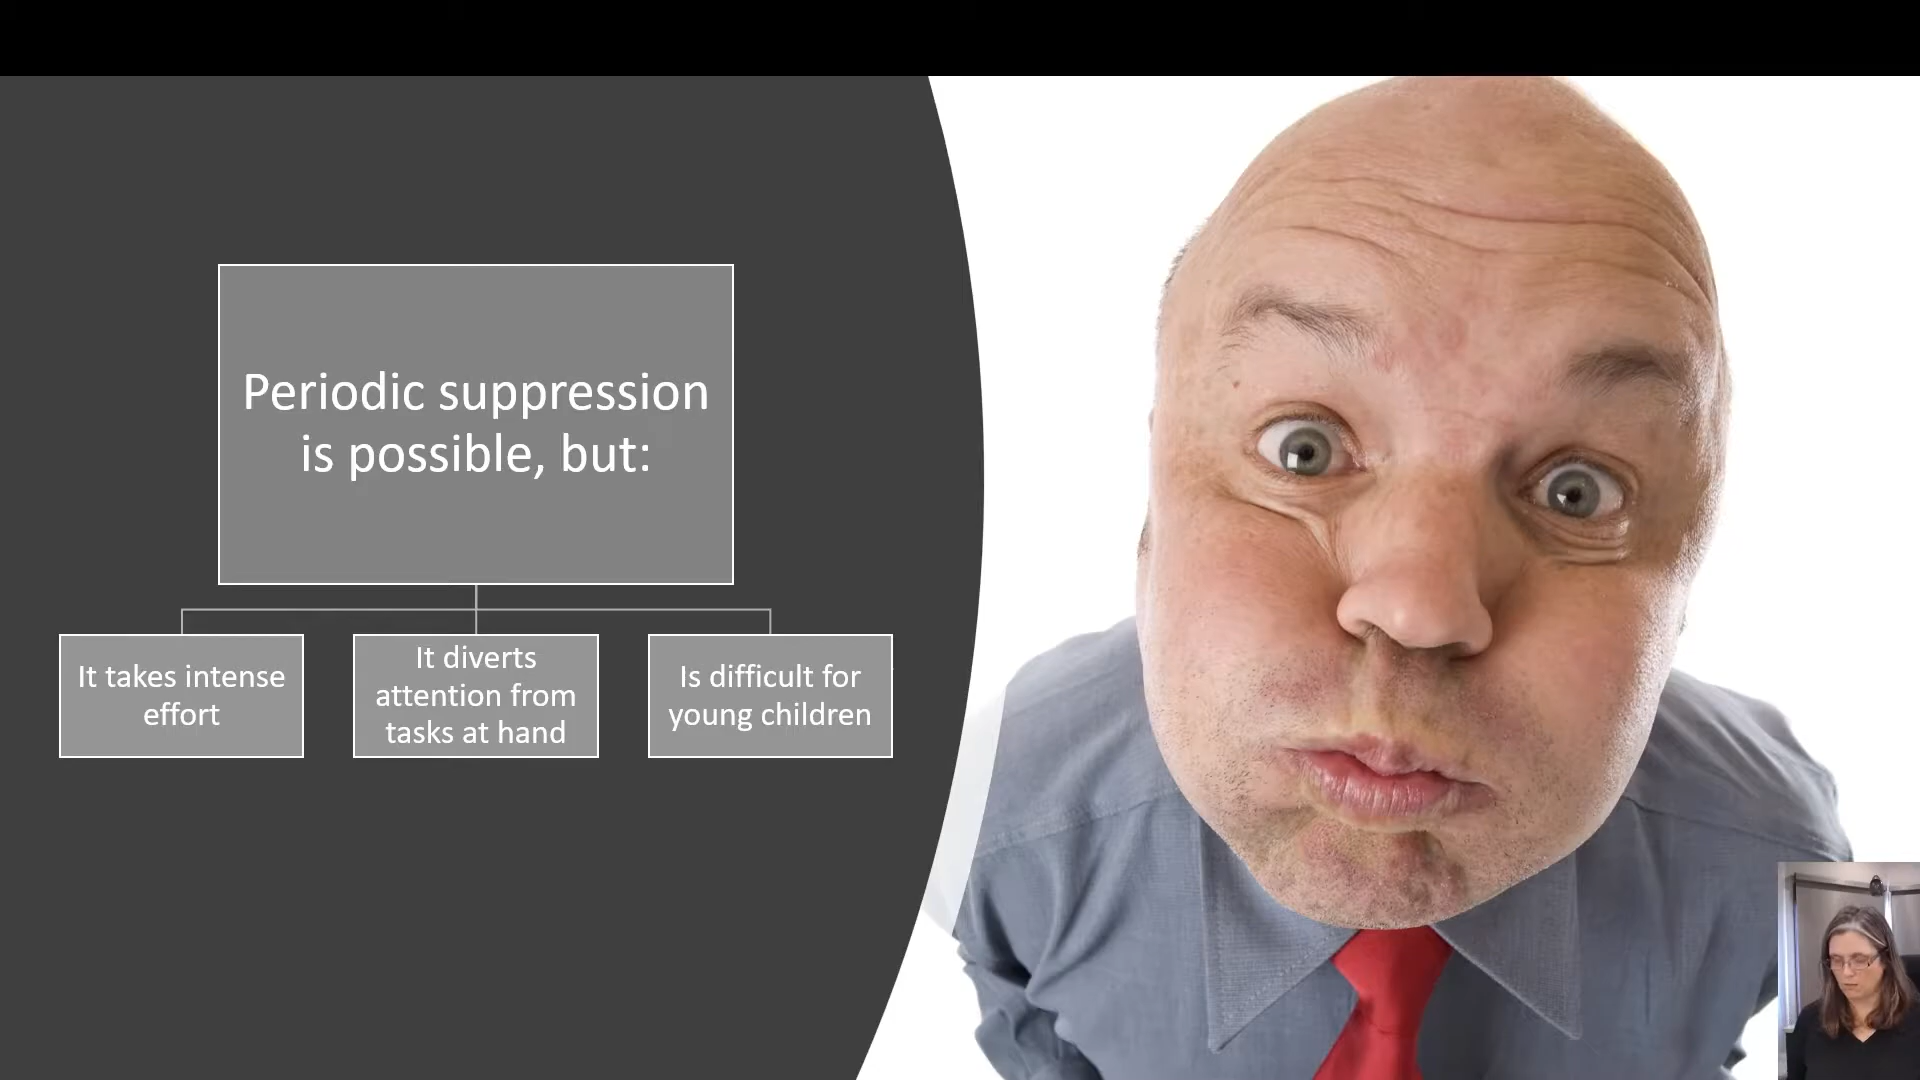 Periodic suppression
is possible, but:
It takes intense
effort
It diverts
attention from
tasks at hand
Is difficult for
young children